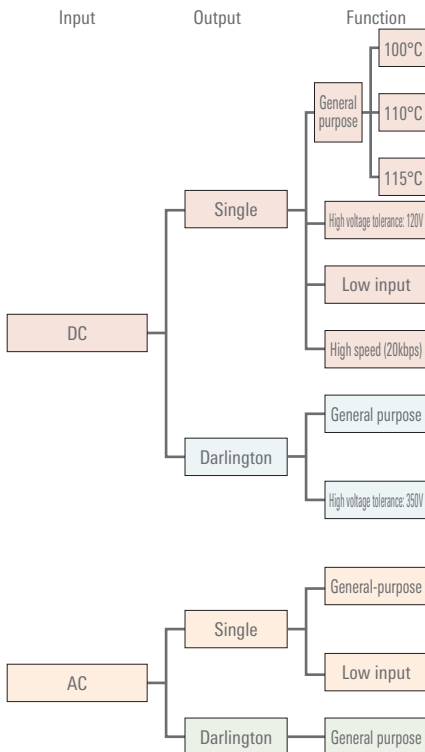 Input Output Function
100°C
General
purpose
110°C
115°C
Single
High voltage tolerance: 120V
Low input
DC
High speed (20kbps)
General purpose
Darlington
High voltage tolerance: 350V
General-purpose
Single
Low input
AC
Darlington
General purpose